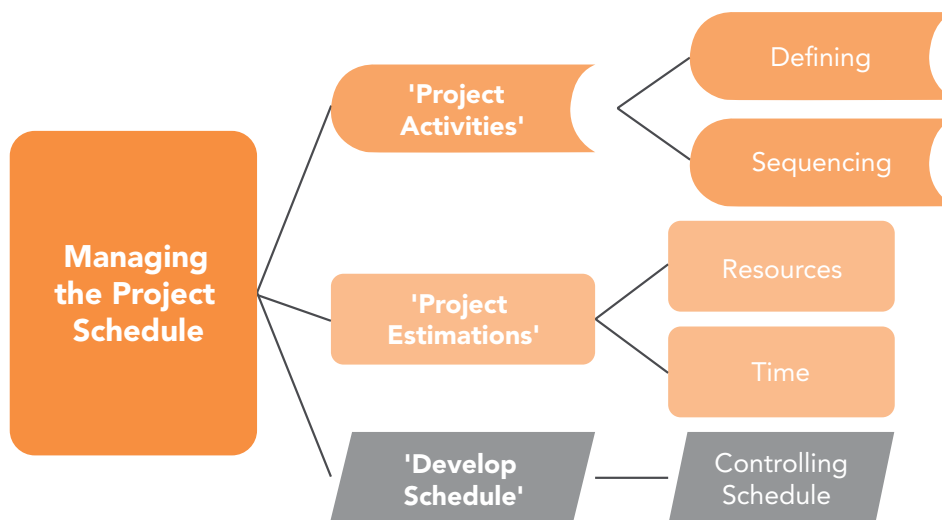 Managing
the Project
Schedule
'Project
Activities'
Defining
Sequencing
'Project
Estimations'
Resources
Time
'Develop
Schedule'
Controlling
Schedule